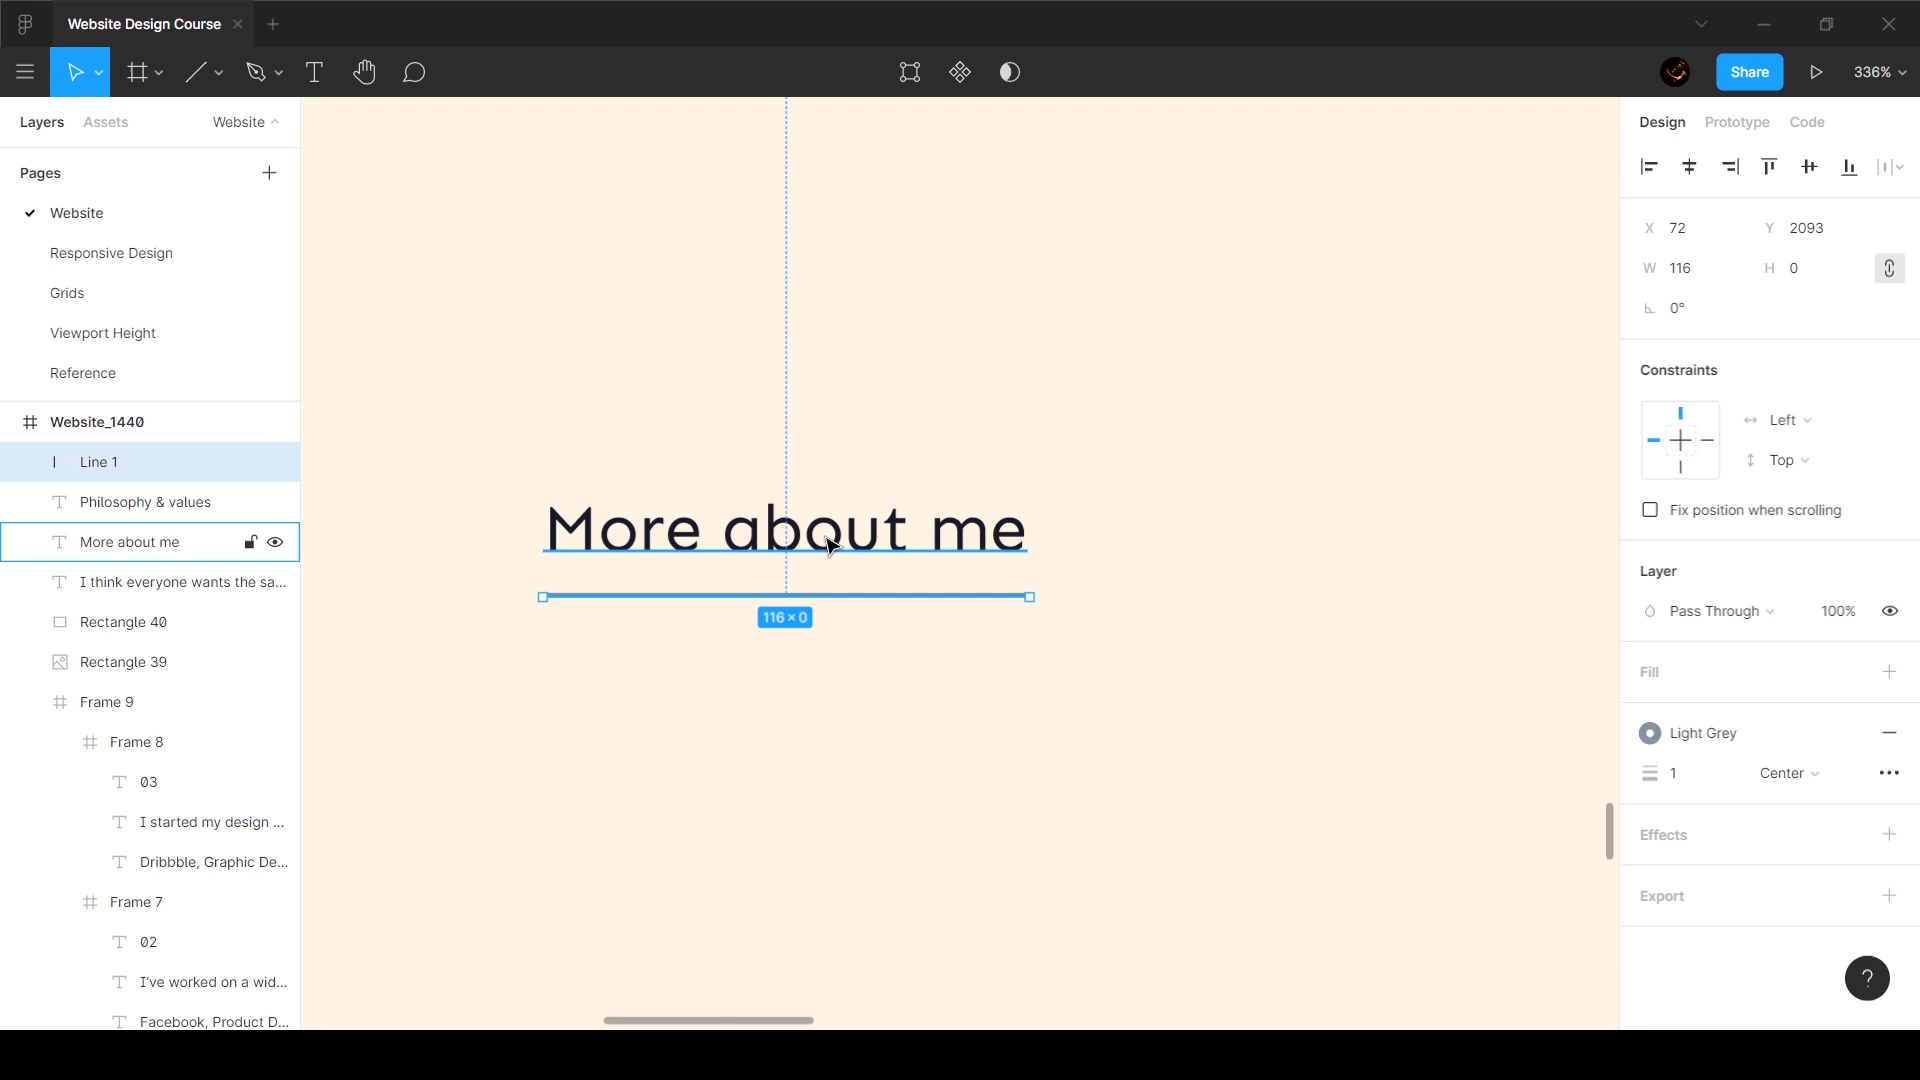 Website Design Course
Share
336%
Layers
Assets
Website
Pages
Website
Responsive Design
Grids
Viewport Height
Reference
Website_1440
Line 1
Philosophy & values
More about me
I think everyone wants the sa...
Rectangle 40
Rectangle 39
Frame 9
Frame 8
03
I started my design ...
Dribbble, Graphic De...
Frame 7
02
I've worked on a wid...
Facebook, Product D...
More about me
116 × 0
Design
Prototype
Code
X 72
Y 2093
W 116
H 0
0°
Constraints
Left
Top
Fix position when scrolling
Layer
Pass Through
100%
Fill
Light Grey
1
Center
Effects
Export
?